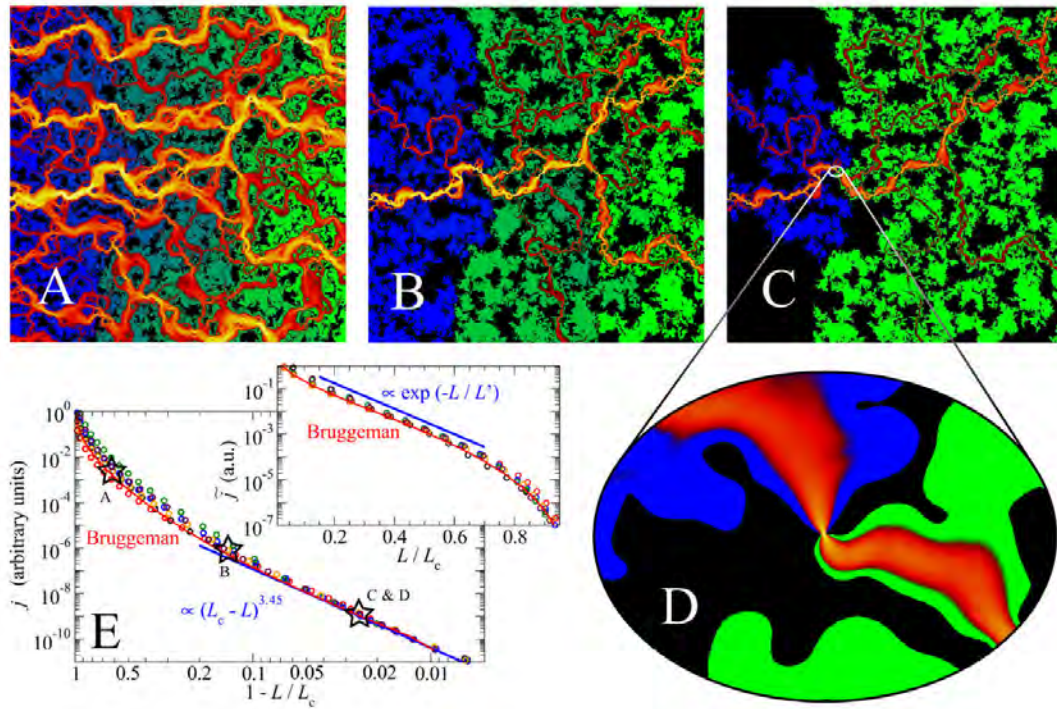 A
B
C
D
E
10^-1
10^-3
10^-5
10^-7
j̃ (a.u.)
∝ exp (-L / L*)
Bruggeman
0.2 0.4 0.6 0.8
L / L_c
10^0
10^-2
10^-4
10^-6
10^-8
10^-10
j (arbitrary units)
Bruggeman
A
B
C & D
∝ (L_c - L)^3.45
1 0.5 0.2 0.1 0.05 0.02 0.01
1 - L / L_c